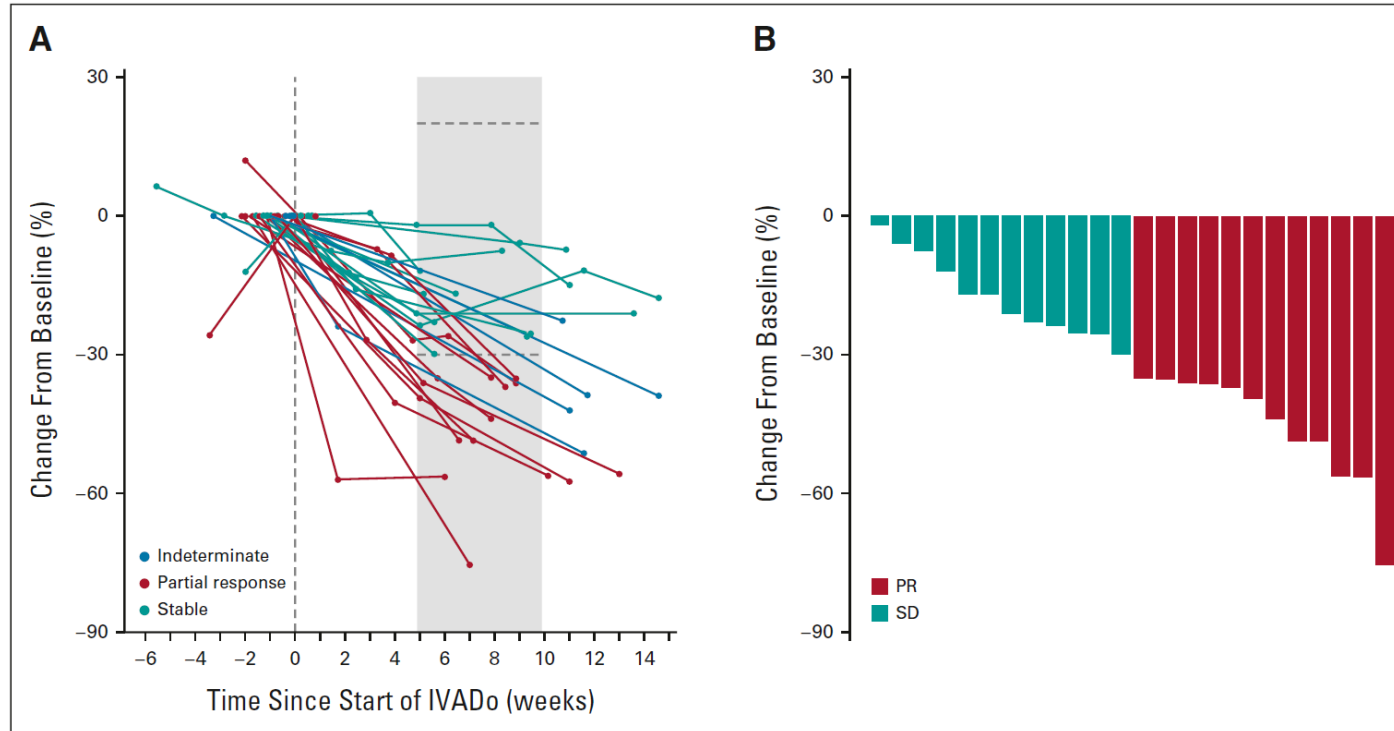 A
Change From Baseline (%)
30
0
−30
−60
−90
Indeterminate
Partial response
Stable
−6 −4 −2 0 2 4 6 8 10 12 14
Time Since Start of IVADo (weeks)
B
Change From Baseline (%)
30
0
−30
−60
−90
PR
SD